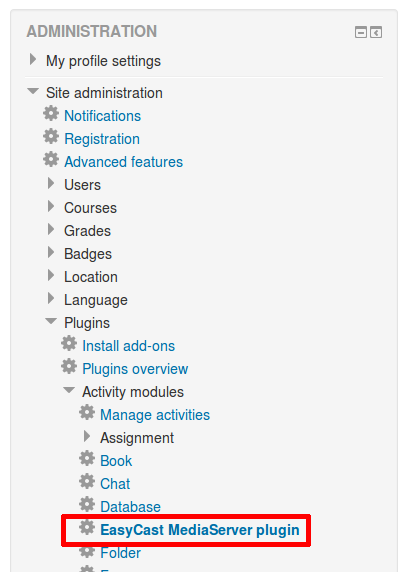 ADMINISTRATION
My profile settings
Site administration
Notifications
Registration
Advanced features
Users
Courses
Grades
Badges
Location
Language
Plugins
Install add-ons
Plugins overview
Activity modules
Manage activities
Assignment
Book
Chat
Database
EasyCast MediaServer plugin
Folder